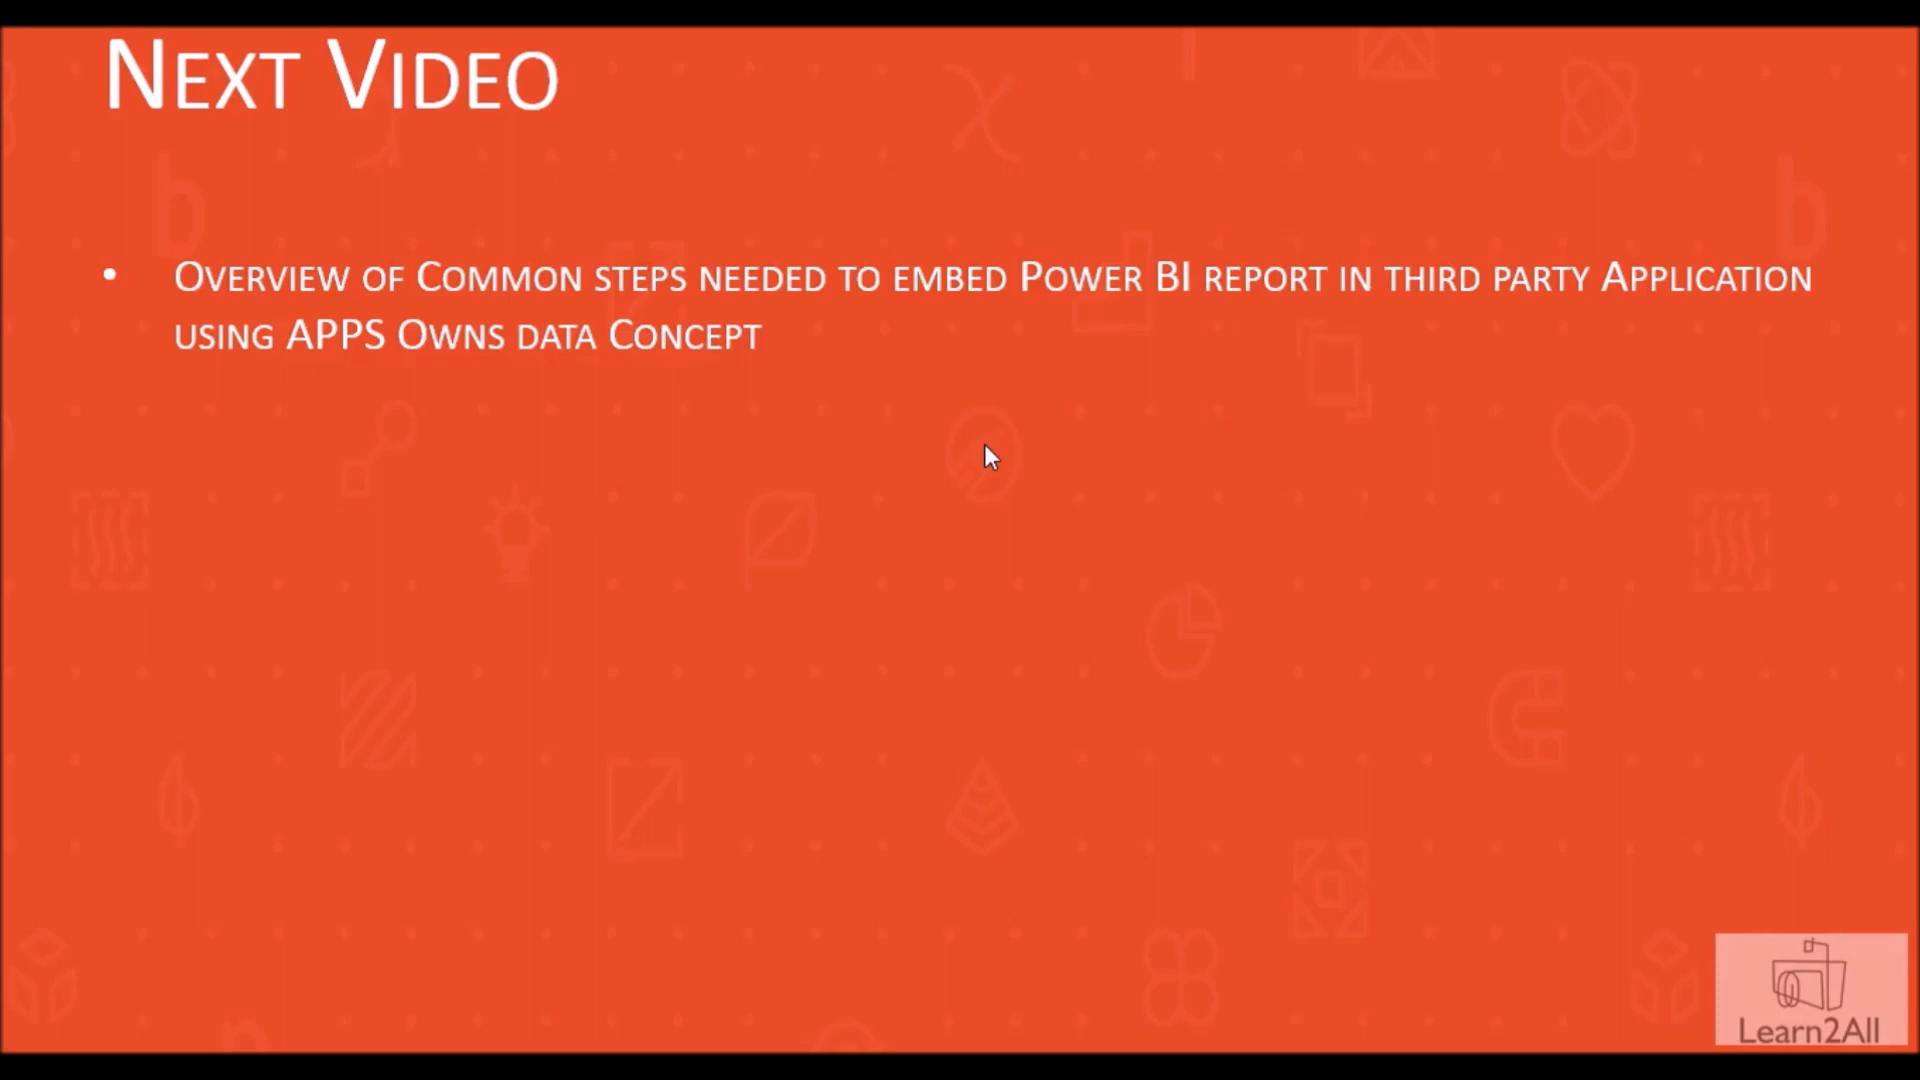 Next Video
• Overview of Common steps needed to embed Power BI report in third party Application
using APPS Owns data Concept
Learn2All